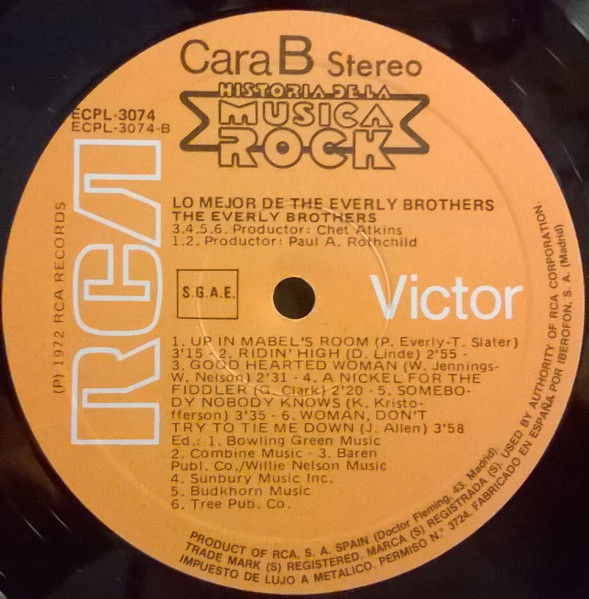 Cara B Stereo
HISTORIA DE LA
MUSICA
ROCK
ECPL-3074
ECPL-3074-B
LO MEJOR DE THE EVERLY BROTHERS
THE EVERLY BROTHERS
3.4.5.6. Productor: Chet Atkins
1.2. Productor: Paul A. Rothchild
RCA
(P) 1972 RCA RECORDS
S.G.A.E.
Victor
1. UP IN MABEL'S ROOM (P. Everly-T. Slater)
3'15 - 2. RIDIN' HIGH (D. Linde) 2'55 -
3. GOOD HEARTED WOMAN (W. Jennings-
W. Nelson) 2'31 - 4. A NICKEL FOR THE
FIDDLER (G. Clark) 2'20 - 5. SOMEBO-
DY NOBODY KNOWS (K. Kristo-
fferson) 3'35 - 6. WOMAN, DON'T
TRY TO TIE ME DOWN (J. Allen) 3'58
Ed.: 1. Bowling Green Music
2. Combine Music - 3. Baren
Publ. Co./Willie Nelson Music
4. Sunbury Music Inc.
5. Budkhorn Music
6. Tree Pub. Co.
PRODUCT OF RCA, S. A. SPAIN (Doctor Fleming, 43. Madrid).
TRADE MARK (S) REGISTERED. MARCA (S) REGISTRADA (S). USED BY AUTHORITY OF RCA CORPORATION.
IMPUESTO DE LUJO A METALICO. PERMISO N.° 3724. FABRICADO EN ESPAÑA POR IBEROFON, S. A. (Madrid)